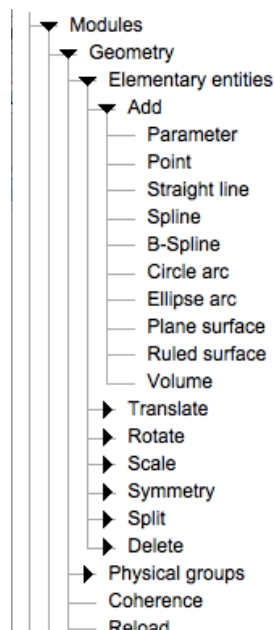 Modules
Geometry
Elementary entities
Add
Parameter
Point
Straight line
Spline
B-Spline
Circle arc
Ellipse arc
Plane surface
Ruled surface
Volume
Translate
Rotate
Scale
Symmetry
Split
Delete
Physical groups
Coherence
Reload